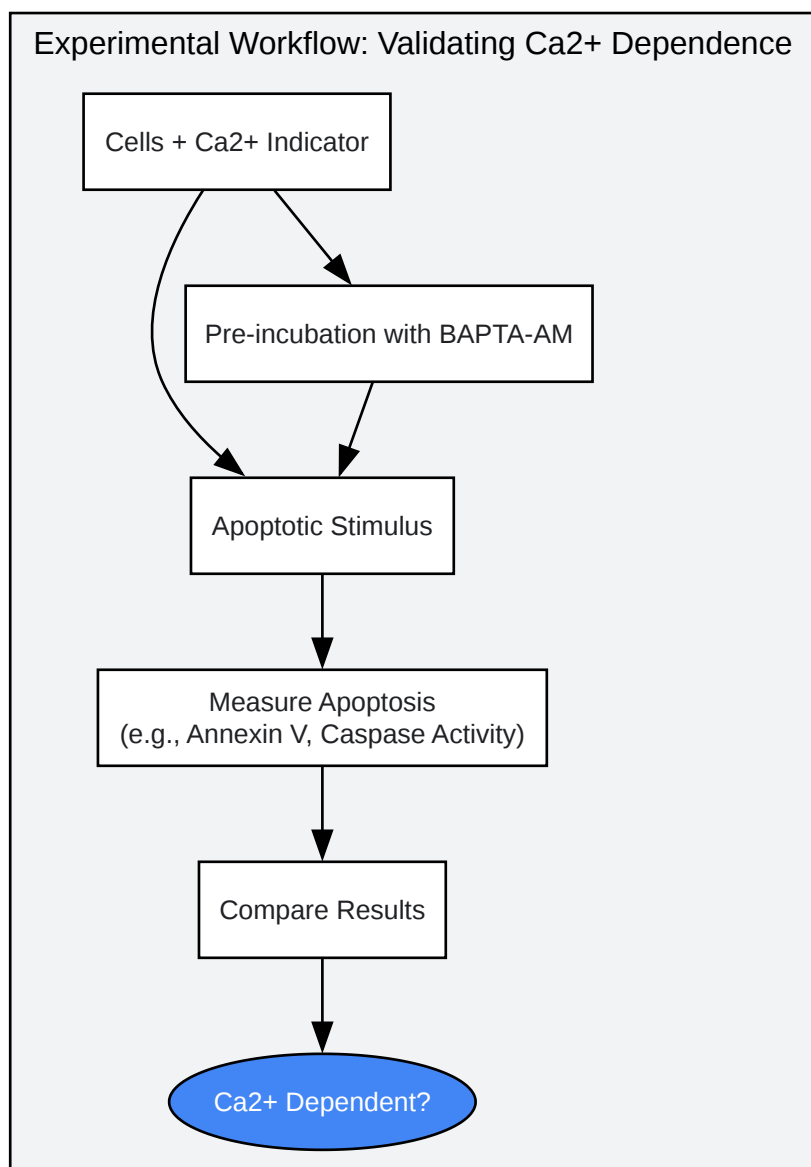 Experimental Workflow: Validating Ca2+ Dependence
Cells + Ca2+ Indicator
Pre-incubation with BAPTA-AM
Apoptotic Stimulus
Measure Apoptosis
(e.g., Annexin V, Caspase Activity)
Compare Results
Ca2+ Dependent?